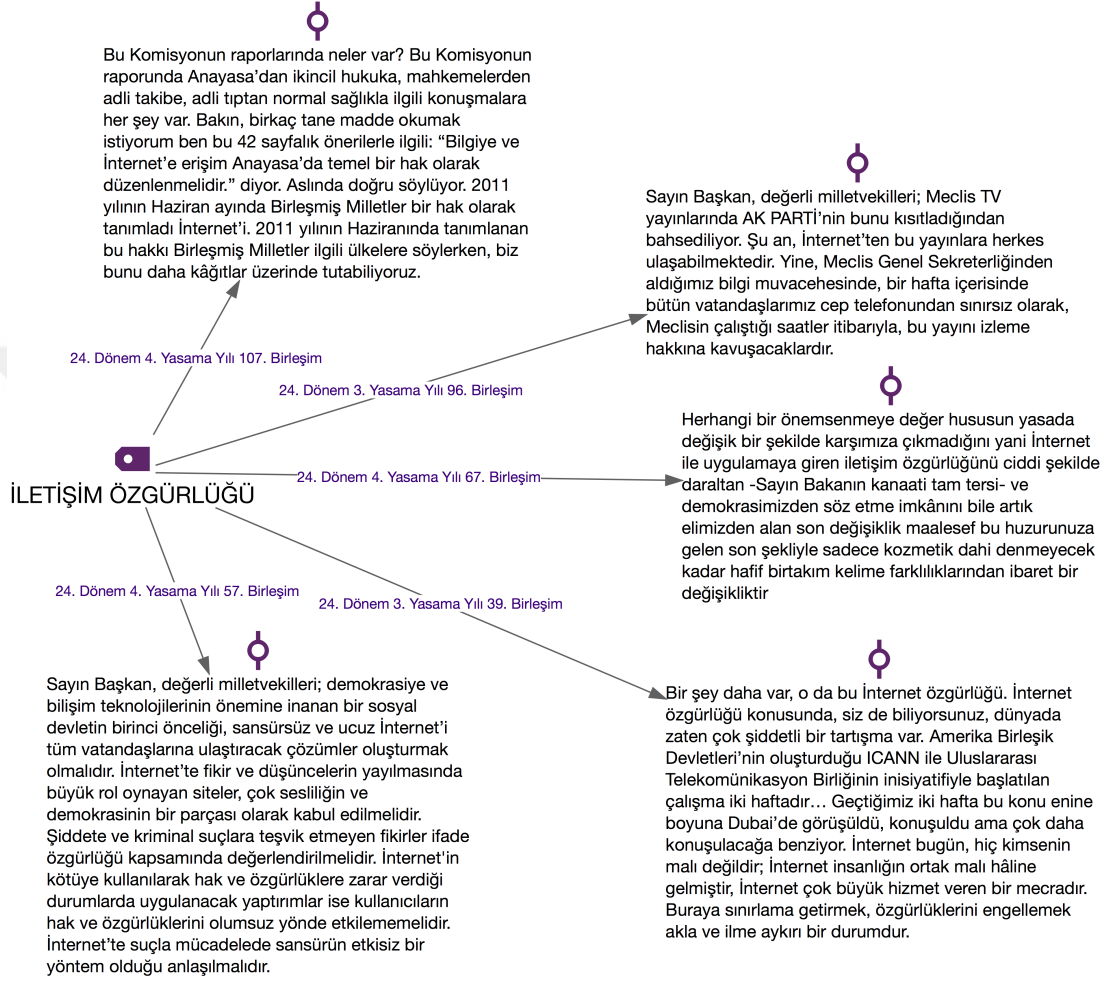 Bu Komisyonun raporlarında neler var? Bu Komisyonun
raporunda Anayasa’dan ikincil hukuka, mahkemelerden
adli takibe, adli tıptan normal sağlıkla ilgili konuşmalara
her şey var. Bakın, birkaç tane madde okumak
istiyorum ben bu 42 sayfalık önerilerle ilgili: “Bilgiye ve
İnternet’e erişim Anayasa’da temel bir hak olarak
düzenlenmelidir.” diyor. Aslında doğru söylüyor. 2011
yılının Haziran ayında Birleşmiş Milletler bir hak olarak
tanımladı İnternet’i. 2011 yılının Haziranında tanımlanan
bu hakkı Birleşmiş Milletler ilgili ülkelere söylerken, biz
bunu daha kâğıtlar üzerinde tutabiliyoruz.
Sayın Başkan, değerli milletvekilleri; Meclis TV
yayınlarında AK PARTİ’nin bunu kısıtladığından
bahsediliyor. Şu an, İnternet’ten bu yayınlara herkes
ulaşabilmektedir. Yine, Meclis Genel Sekreterliğinden
aldığımız bilgi muvacehesinde, bir hafta içerisinde
bütün vatandaşlarımız cep telefonundan sınırsız olarak,
Meclisin çalıştığı saatler itibarıyla, bu yayını izleme
hakkına kavuşacaklardır.
24. Dönem 4. Yasama Yılı 107. Birleşim
24. Dönem 3. Yasama Yılı 96. Birleşim
Herhangi bir önemsenmeye değer hususun yasada
değişik bir şekilde karşımıza çıkmadığını yani İnternet
ile uygulamaya giren iletişim özgürlüğünü ciddi şekilde
daraltan -Sayın Bakanın kanaati tam tersi- ve
demokrasimizden söz etme imkânını bile artık
elimizden alan son değişiklik maalesef bu huzurunuza
gelen son şekliyle sadece kozmetik dahi denmeyecek
kadar hafif birtakım kelime farklılıklarından ibaret bir
değişikliktir
24. Dönem 4. Yasama Yılı 67. Birleşim
İLETİŞİM ÖZGÜRLÜĞÜ
24. Dönem 4. Yasama Yılı 57. Birleşim
24. Dönem 3. Yasama Yılı 39. Birleşim
Sayın Başkan, değerli milletvekilleri; demokrasiye ve
bilişim teknolojilerinin önemine inanan bir sosyal
devletin birinci önceliği, sansürsüz ve ucuz İnternet’i
tüm vatandaşlarına ulaştıracak çözümler oluşturmak
olmalıdır. İnternet’te fikir ve düşüncelerin yayılmasında
büyük rol oynayan siteler, çok sesliliğin ve
demokrasinin bir parçası olarak kabul edilmelidir.
Şiddete ve kriminal suçlara teşvik etmeyen fikirler ifade
özgürlüğü kapsamında değerlendirilmelidir. İnternet'in
kötüye kullanılarak hak ve özgürlüklere zarar verdiği
durumlarda uygulanacak yaptırımlar ise kullanıcıların
hak ve özgürlüklerini olumsuz yönde etkilememelidir.
İnternet’te suçla mücadelede sansürün etkisiz bir
yöntem olduğu anlaşılmalıdır.
Bir şey daha var, o da bu İnternet özgürlüğü. İnternet
özgürlüğü konusunda, siz de biliyorsunuz, dünyada
zaten çok şiddetli bir tartışma var. Amerika Birleşik
Devletleri’nin oluşturduğu ICANN ile Uluslararası
Telekomünikasyon Birliğinin inisiyatifiyle başlatılan
çalışma iki haftadır… Geçtiğimiz iki hafta bu konu enine
boyuna Dubai’de görüşüldü, konuşuldu ama çok daha
konuşulacağa benziyor. İnternet bugün, hiç kimsenin
malı değildir; İnternet insanlığın ortak malı hâline
gelmiştir, İnternet çok büyük hizmet veren bir mecradır.
Buraya sınırlama getirmek, özgürlüklerini engellemek
akla ve ilme aykırı bir durumdur.